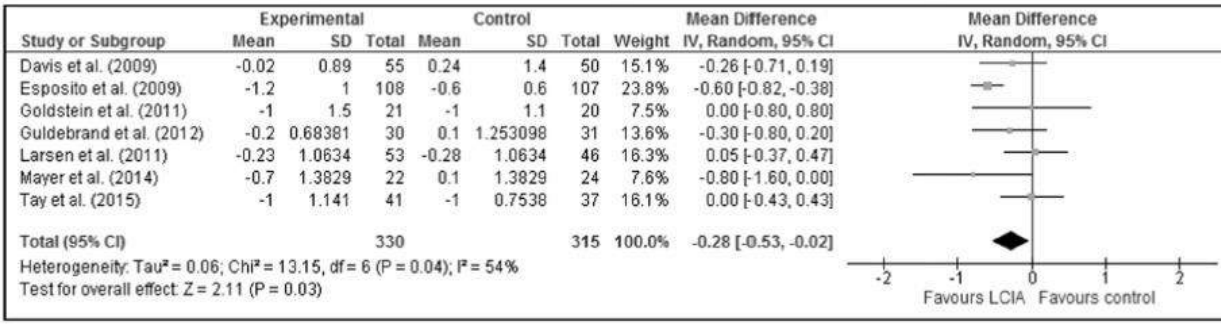 Experimental Control Mean Difference Mean Difference
Study or Subgroup Mean SD Total Mean SD Total Weight IV, Random, 95% CI IV, Random, 95% CI
Davis et al. (2009) -0.02 0.89 55 0.24 1.4 50 15.1% -0.26 [-0.71, 0.19]
Esposito et al. (2009) -1.2 1 108 -0.6 0.6 107 23.8% -0.60 [-0.82, -0.38]
Goldstein et al. (2011) -1 1.5 21 -1 1.1 20 7.5% 0.00 [-0.80, 0.80]
Guldebrand et al. (2012) -0.2 0.68381 30 0.1 1.253098 31 13.6% -0.30 [-0.80, 0.20]
Larsen et al. (2011) -0.23 1.0634 53 -0.28 1.0634 46 16.3% 0.05 [-0.37, 0.47]
Mayer et al. (2014) -0.7 1.3829 22 0.1 1.3829 24 7.6% -0.80 [-1.60, 0.00]
Tay et al. (2015) -1 1.141 41 -1 0.7538 37 16.1% 0.00 [-0.43, 0.43]
Total (95% CI) 330 315 100.0% -0.28 [-0.53, -0.02]
Heterogeneity: Tau² = 0.06; Chi² = 13.15, df = 6 (P = 0.04); I² = 54%
Test for overall effect: Z = 2.11 (P = 0.03)
-2 -1 0 1 2
Favours LCIA Favours control